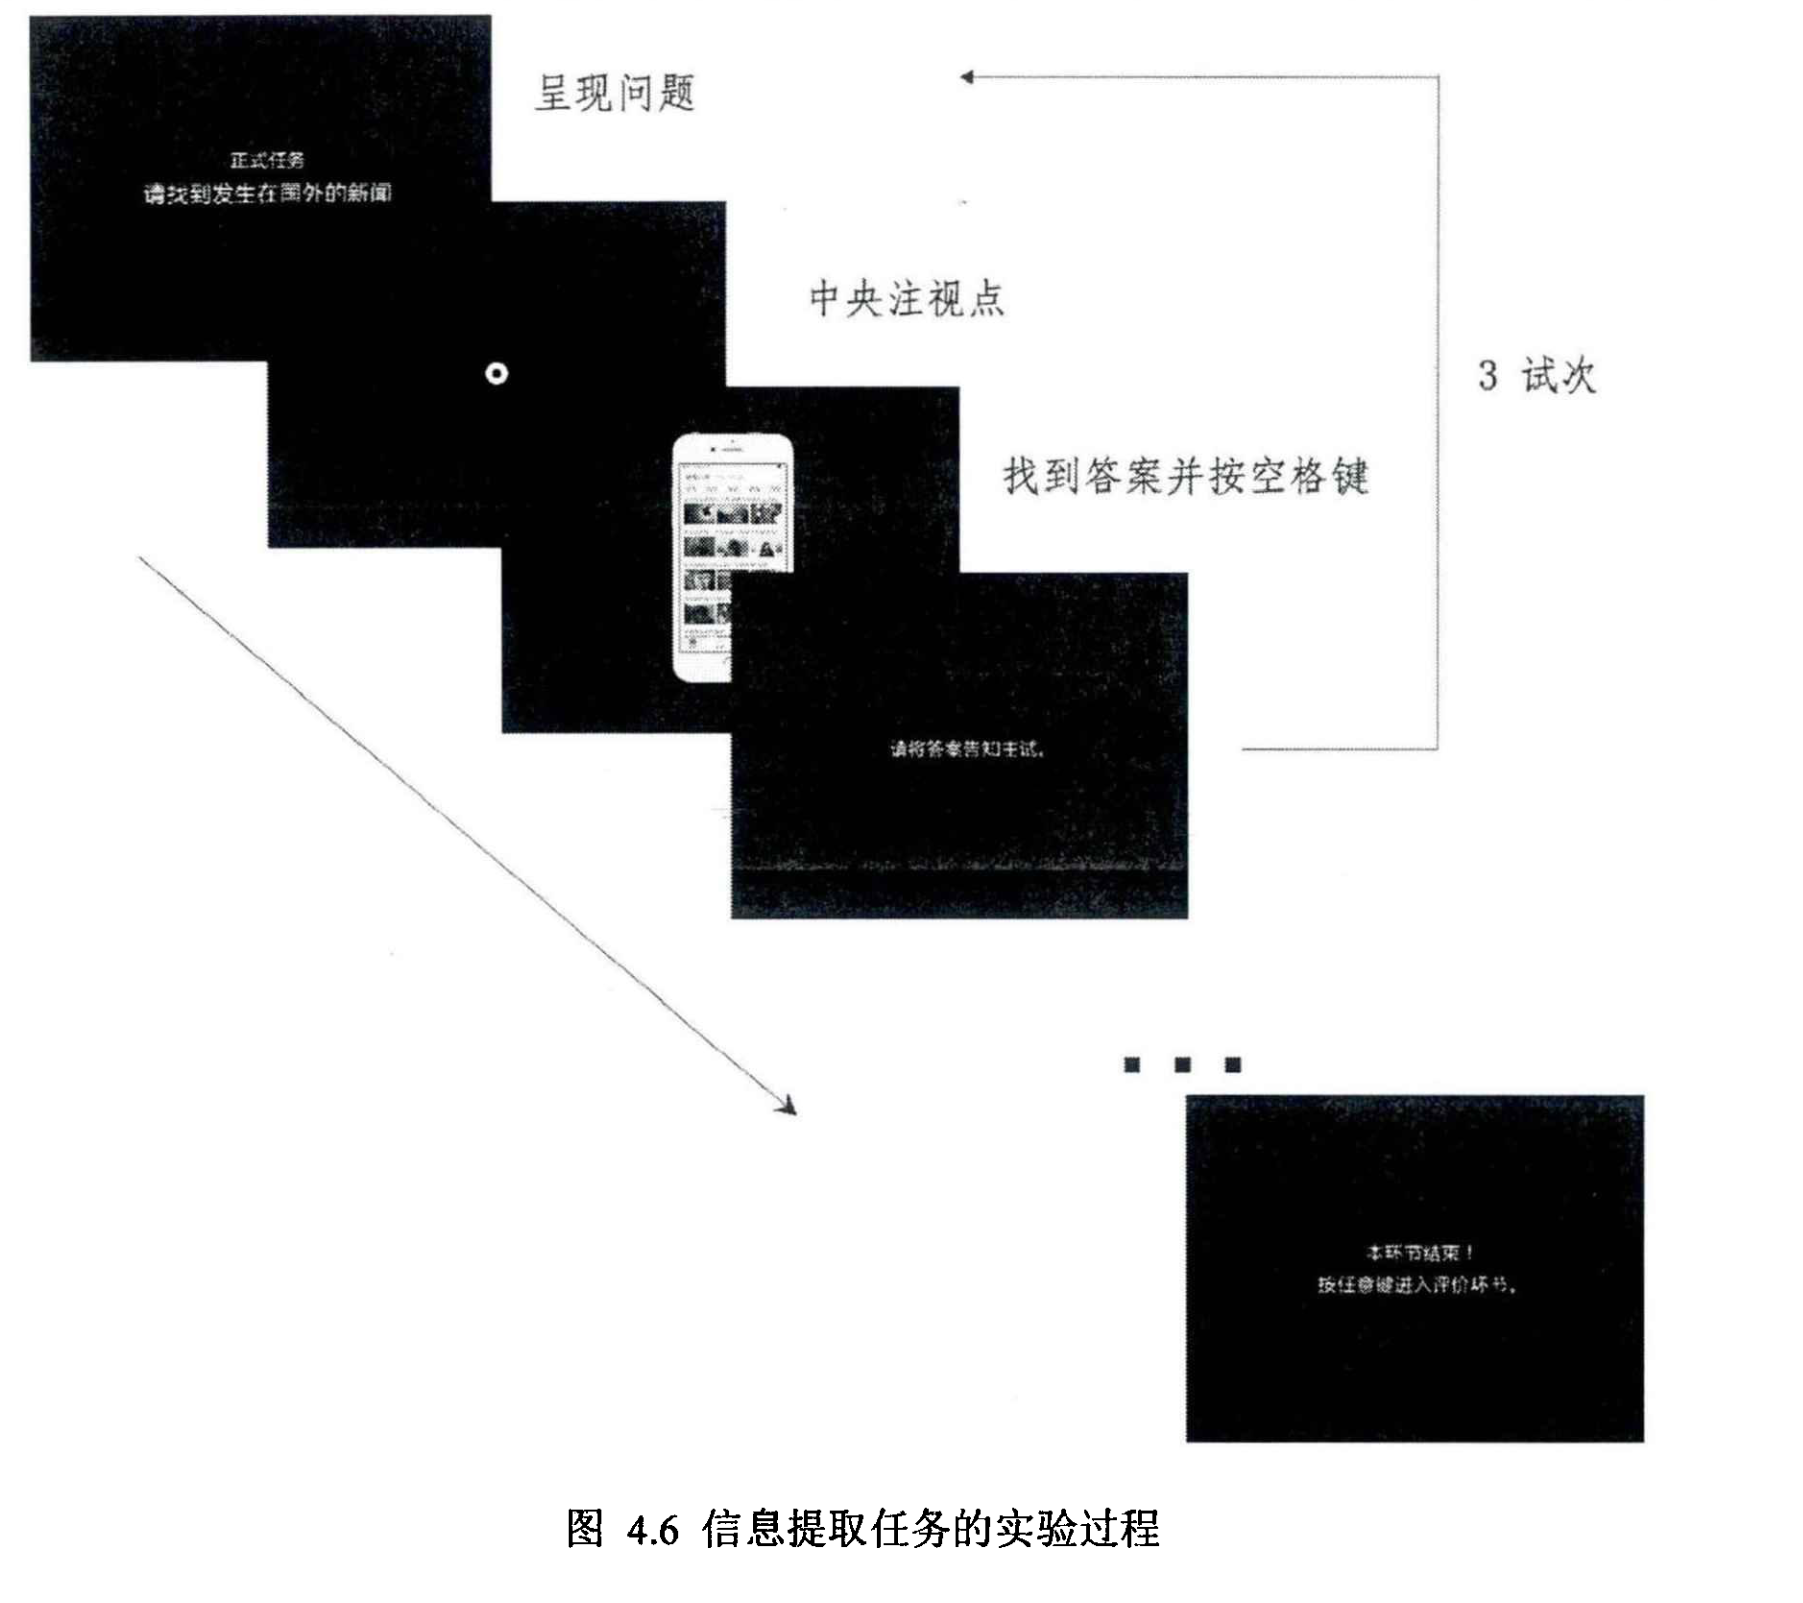 呈现问题
正式任务
请找到发生在国外的新闻
中央注视点
3 试次
找到答案并按空格键
请将答案告知主试。
本环节结束！
按任意键进入评价环节。
图 4.6 信息提取任务的实验过程